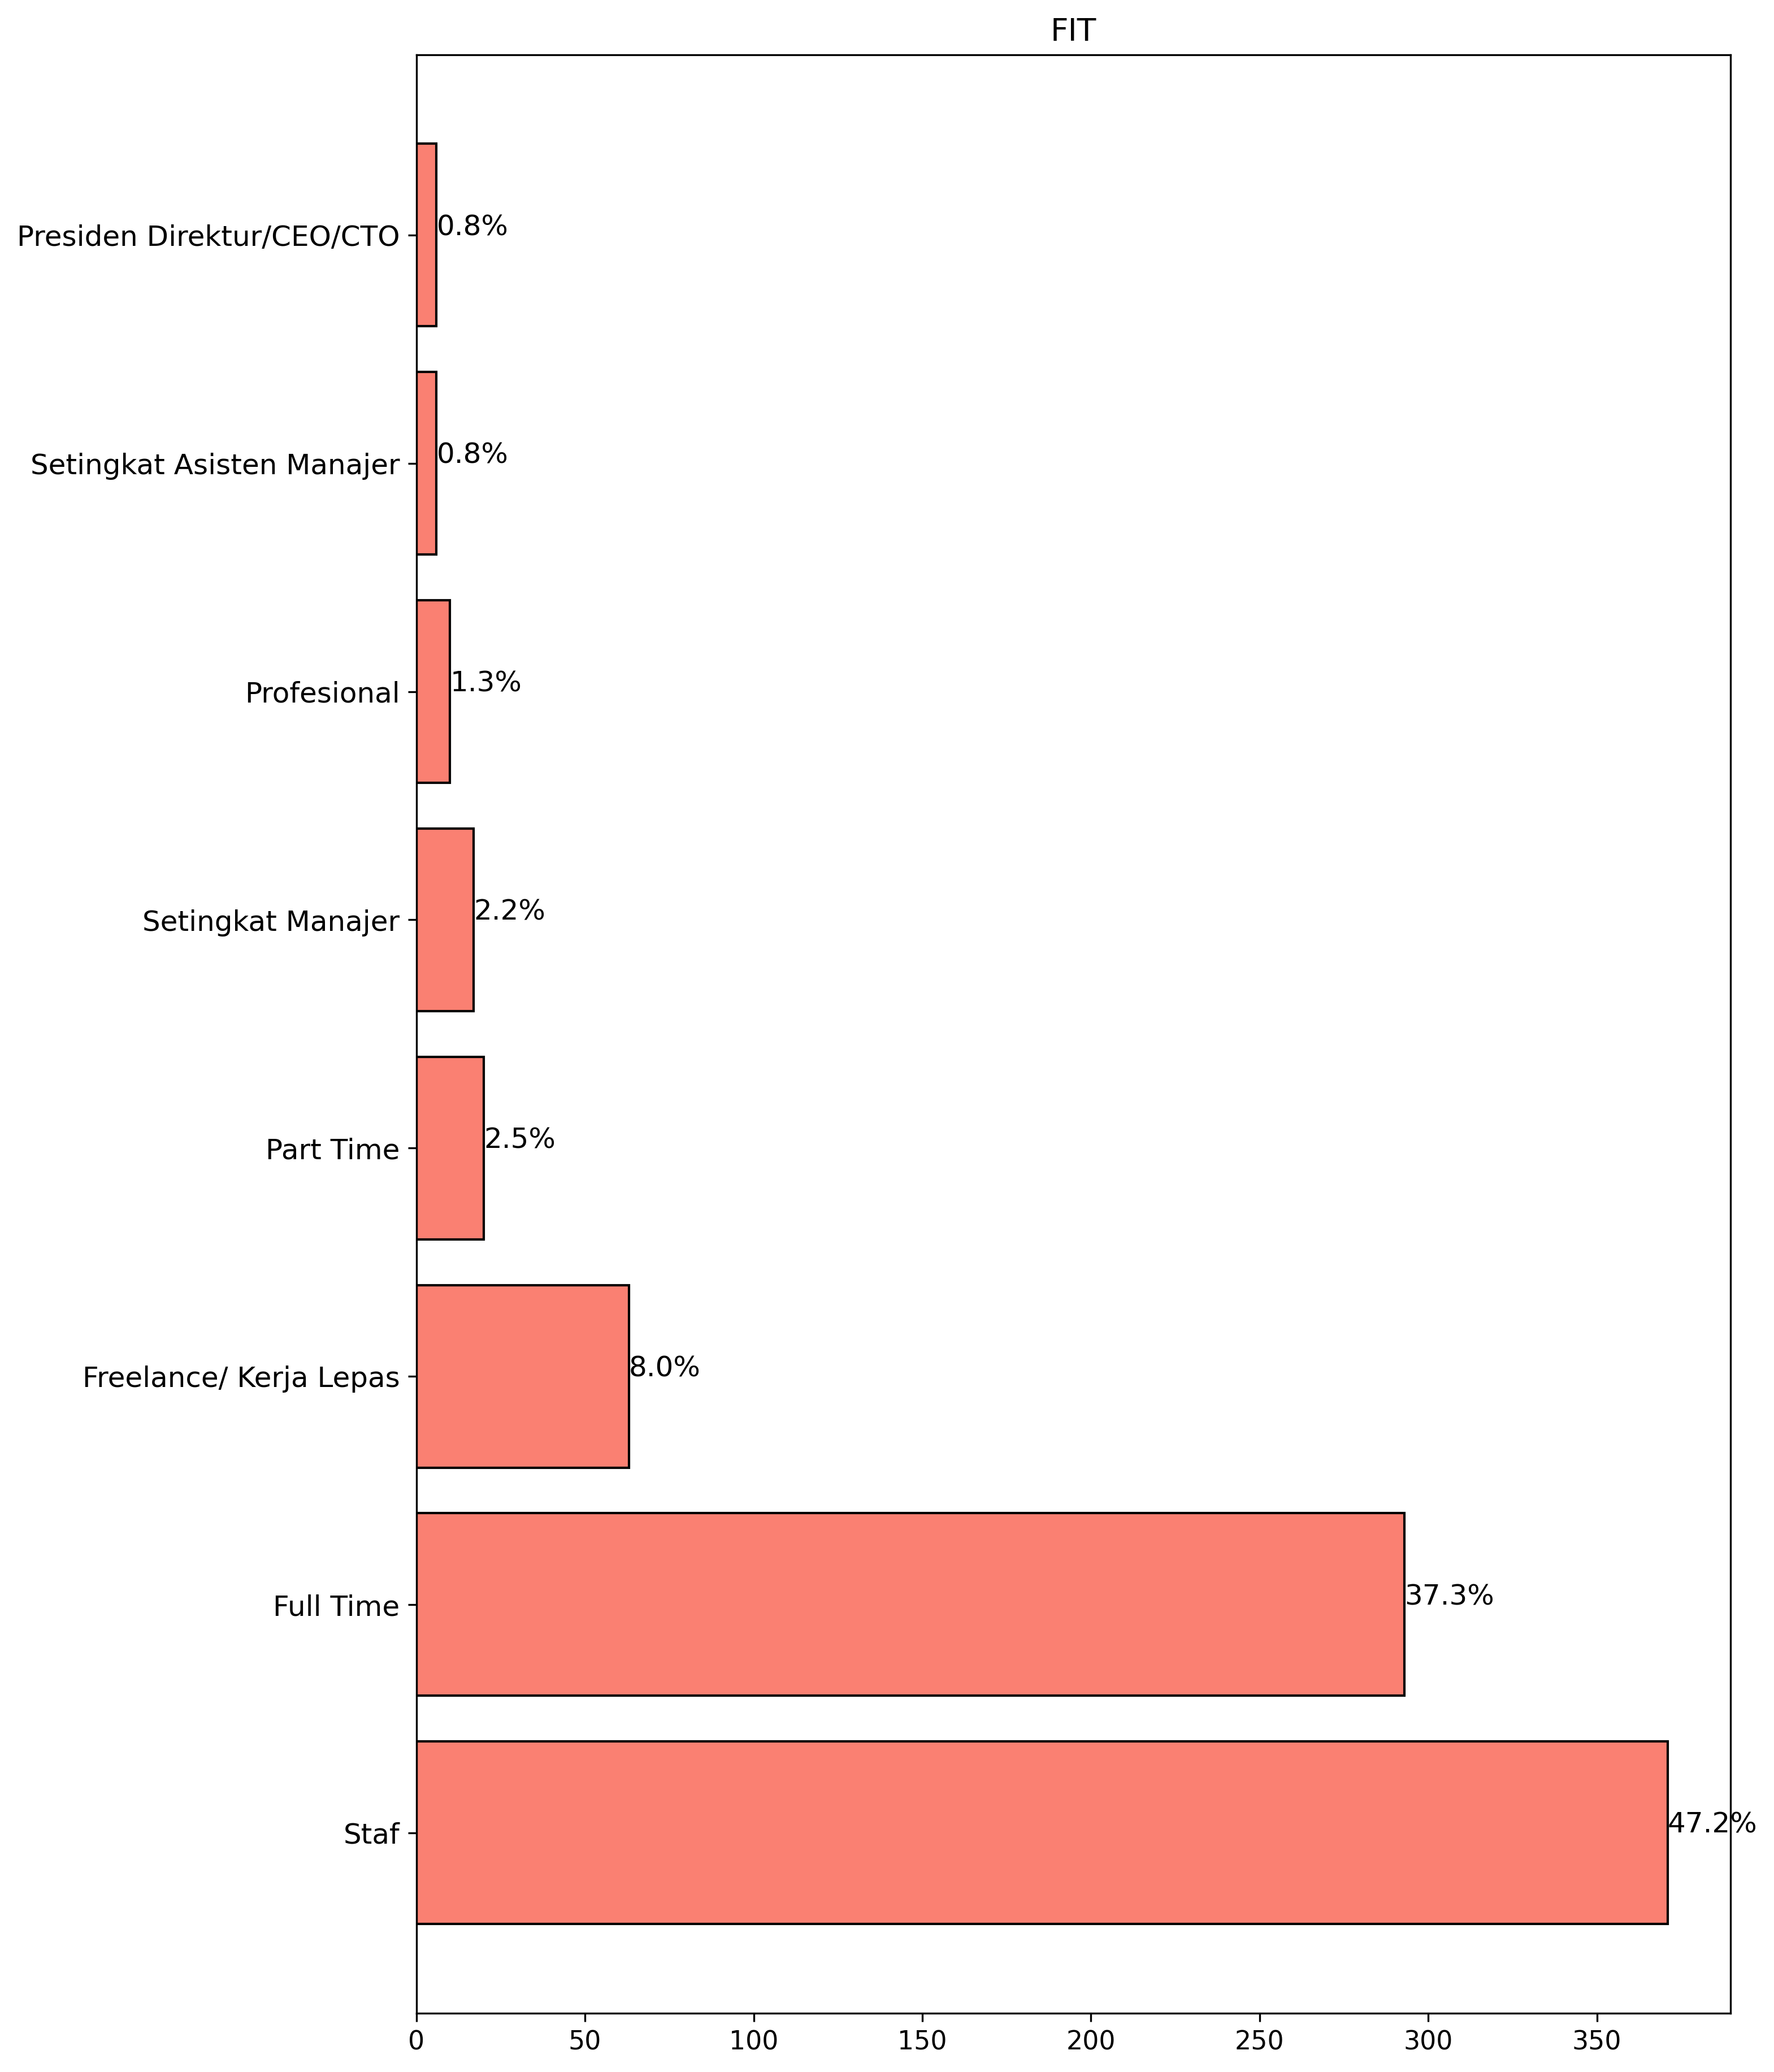 FIT
Presiden Direktur/CEO/CTO 0.8%
Setingkat Asisten Manajer 0.8%
Profesional 1.3%
Setingkat Manajer 2.2%
Part Time 2.5%
Freelance/ Kerja Lepas 8.0%
Full Time 37.3%
Staf 47.2%
0 50 100 150 200 250 300 350